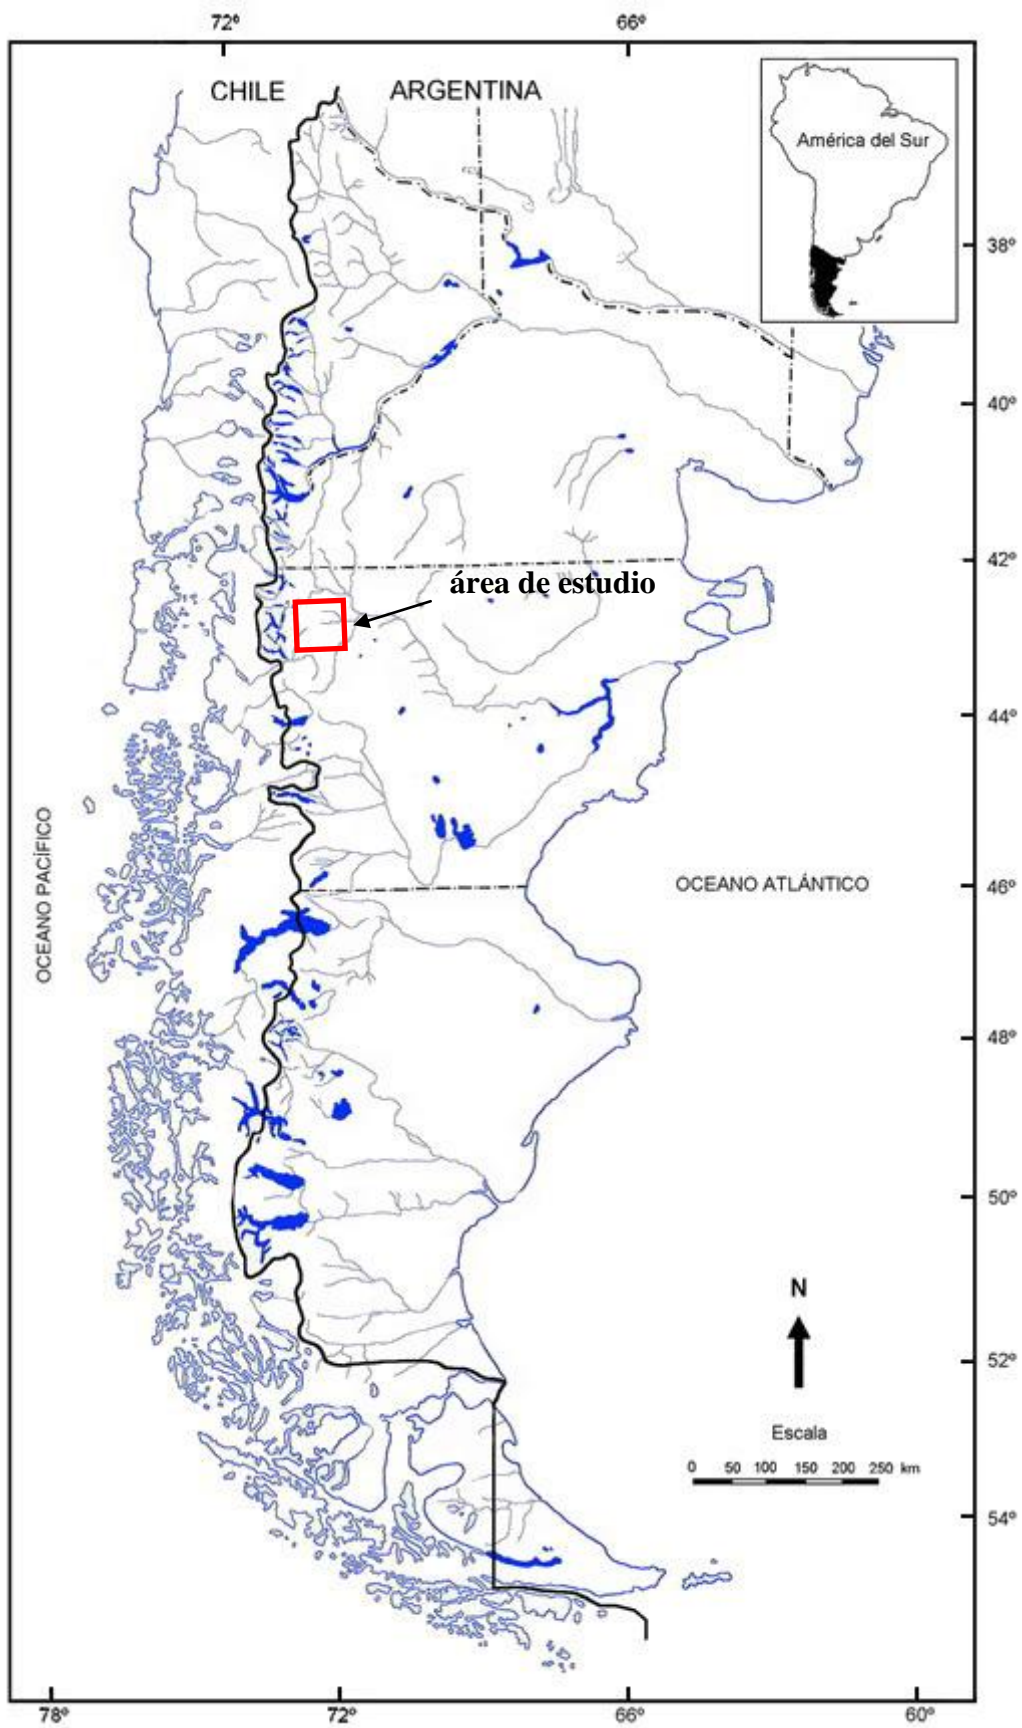 72º 66º
CHILE ARGENTINA
América del Sur
38º
40º
42º
área de estudio
44º
OCEANO PACÍFICO
OCEANO ATLÁNTICO
46º
48º
50º
N
52º
Escala
0 50 100 150 200 250 km
54º
78º 72º 66º 60º